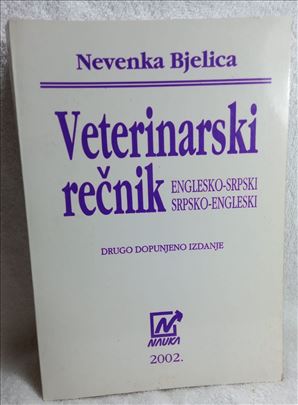 Nevenka Bjelica
Veterinarski
rečnik ENGLESKO-SRPSKI
SRPSKO-ENGLESKI
DRUGO DOPUNJENO IZDANJE
NAUKA
2002.